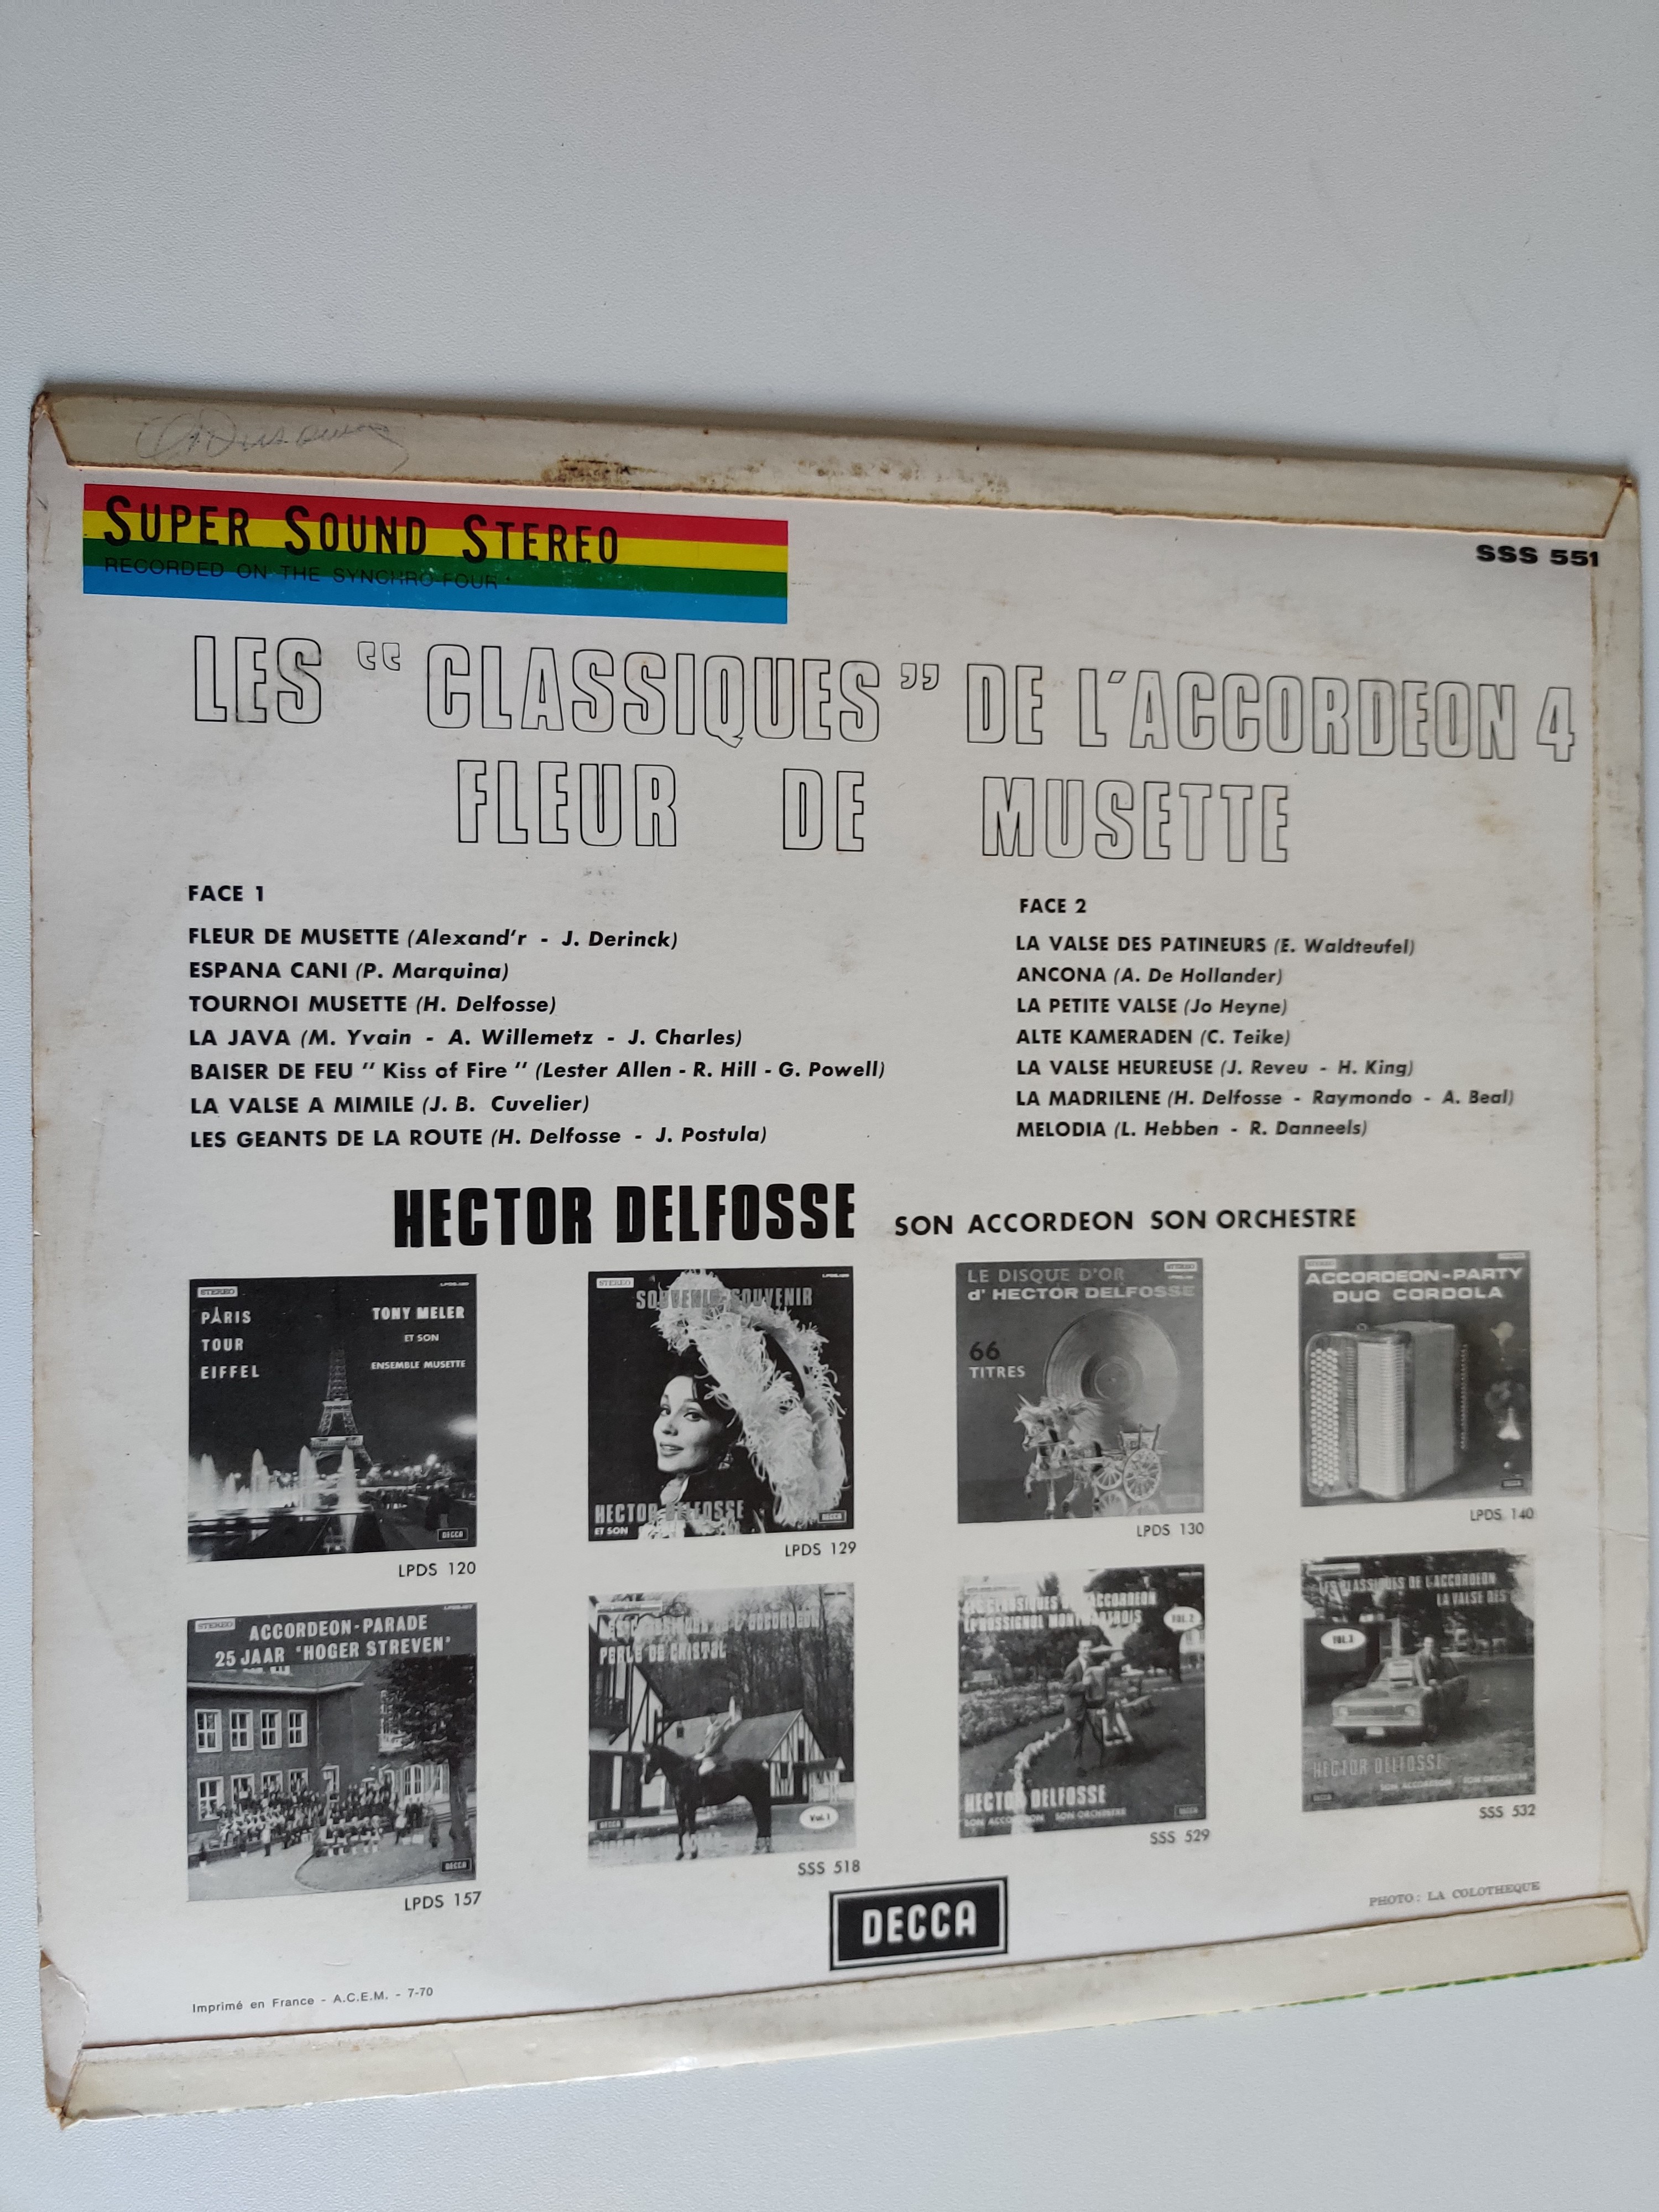 SUPER SOUND STEREO
RECORDED ON THE SYNCHRO-FOUR
SSS 551
LES “CLASSIQUES” DE L'ACCORDEON 4
FLEUR DE MUSETTE
FACE 1
FLEUR DE MUSETTE (Alexand'r - J. Derinck)
ESPANA CANI (P. Marquina)
TOURNOI MUSETTE (H. Delfosse)
LA JAVA (M. Yvain - A. Willemetz - J. Charles)
BAISER DE FEU " Kiss of Fire " (Lester Allen - R. Hill - G. Powell)
LA VALSE A MIMILE (J. B. Cuvelier)
LES GEANTS DE LA ROUTE (H. Delfosse - J. Postula)
FACE 2
LA VALSE DES PATINEURS (E. Waldteufel)
ANCONA (A. De Hollander)
LA PETITE VALSE (Jo Heyne)
ALTE KAMERADEN (C. Teike)
LA VALSE HEUREUSE (J. Reveu - H. King)
LA MADRILENE (H. Delfosse - Raymondo - A. Beal)
MELODIA (L. Hebben - R. Danneels)
HECTOR DELFOSSE SON ACCORDEON SON ORCHESTRE
STEREO
PARIS
TOUR
EIFFEL
TONY MELER
ET SON
ENSEMBLE MUSETTE
DECCA
LPDS 120
STEREO
SOUVENIR SOUVENIR
HECTOR DELFOSSE
ET SON
DECCA
LPDS 129
STEREO
LE DISQUE D'OR
d' HECTOR DELFOSSE
66
TITRES
LPDS 130
STEREO
ACCORDEON-PARTY
DUO CORDOLA
DECCA
LPDS 140
STEREO
ACCORDEON-PARADE
25 JAAR "HOGER STREVEN"
DECCA
LPDS 157
LES CLASSIQUES DE L'ACCORDEON
PERLE DE CRISTAL
Vol.1
DECCA
SSS 518
LES CLASSIQUES DE L'ACCORDEON
VOL.2
HECTOR DELFOSSE
SON ACCORDEON SON ORCHESTRE
DECCA
SSS 529
LES CLASSIQUES DE L'ACCORDEON
LA VALSE DES
VOL.3
HECTOR DELFOSSE
SON ACCORDEON SON ORCHESTRE
SSS 532
DECCA
PHOTO : LA COLOTHEQUE
Imprimé en France - A.C.E.M. - 7-70